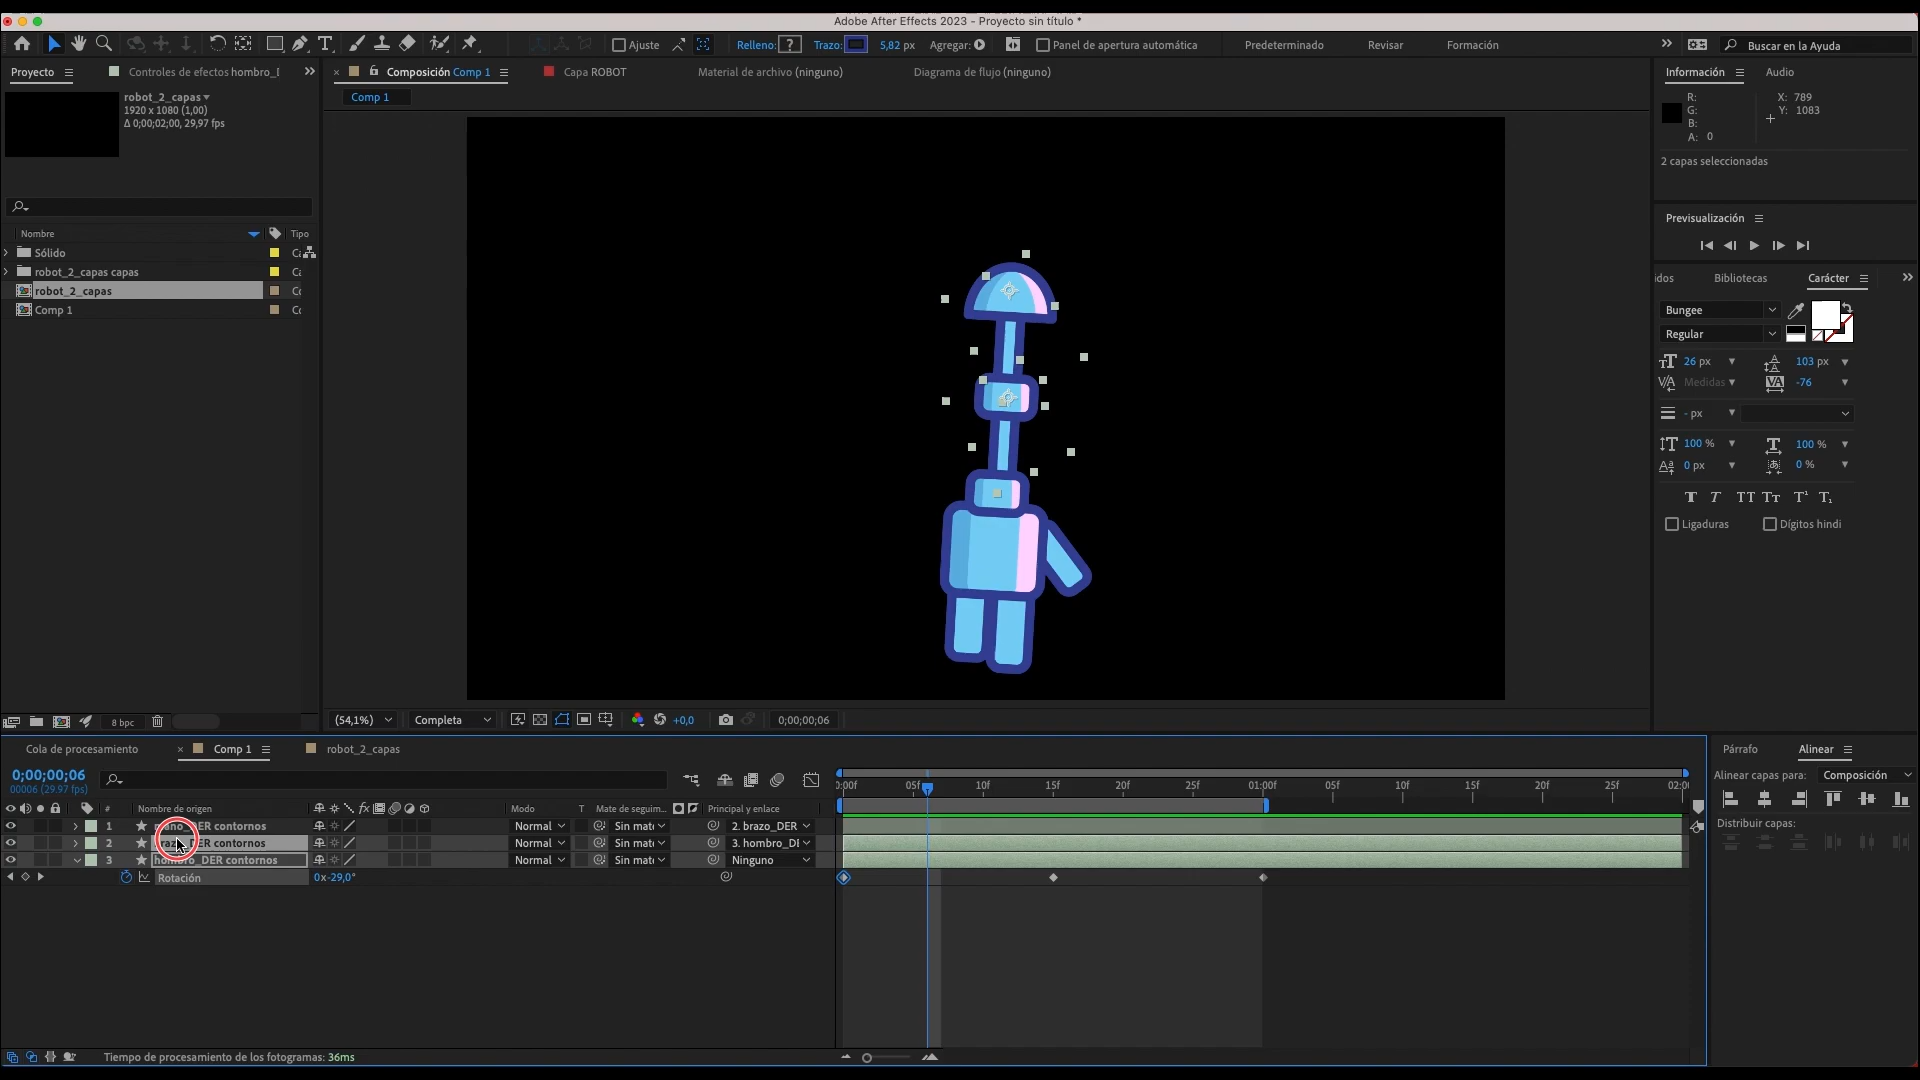 Adobe After Effects 2023 - Proyecto sin título *
Ajuste
Relleno: ?
Trazo:
5,82 px
Agregar:
Panel de apertura automática
Predeterminado
Revisar
Formación
Buscar en la Ayuda
Proyecto
Controles de efectos hombro_
Composición Comp 1
Capa ROBOT
Material de archivo (ninguno)
Diagrama de flujo (ninguno)
Información
Audio
Comp 1
robot_2_capas
1920 x 1080 (1,00)
Δ 0;00;02;00, 29,97 fps
R:
G:
B:
A: 0
X: 789
Y: 1083
2 capas seleccionadas
Previsualización
Nombre
Tipo
Sólido
robot_2_capas capas
robot_2_capas
Comp 1
Bibliotecas
Carácter
Bungee
Regular
26 px
103 px
Medidas
-76
- px
100 %
100 %
0 px
0 %
Ligaduras
Dígitos hindi
8 bpc
(54,1%)
Completa
+0,0
0;00;00;06
Cola de procesamiento
Comp 1
robot_2_capas
Párrafo
Alinear
0;00;00;06
00006 (29.97 fps)
Alinear capas para:
Composición
:00f
05f
10f
15f
20f
25f
01:00f
05f
10f
15f
20f
25f
02:0
#
Nombre de origen
Modo
T
Mate de seguim...
Principal y enlace
Distribuir capas:
1
_DER contornos
Normal
Sin mat
2. brazo_DER
2
DER contornos
Normal
Sin mat
3. hombro_DE
3
hombro_DER contornos
Normal
Sin mat
Ninguno
Rotación
0x-29,0°
Tiempo de procesamiento de los fotogramas: 36ms